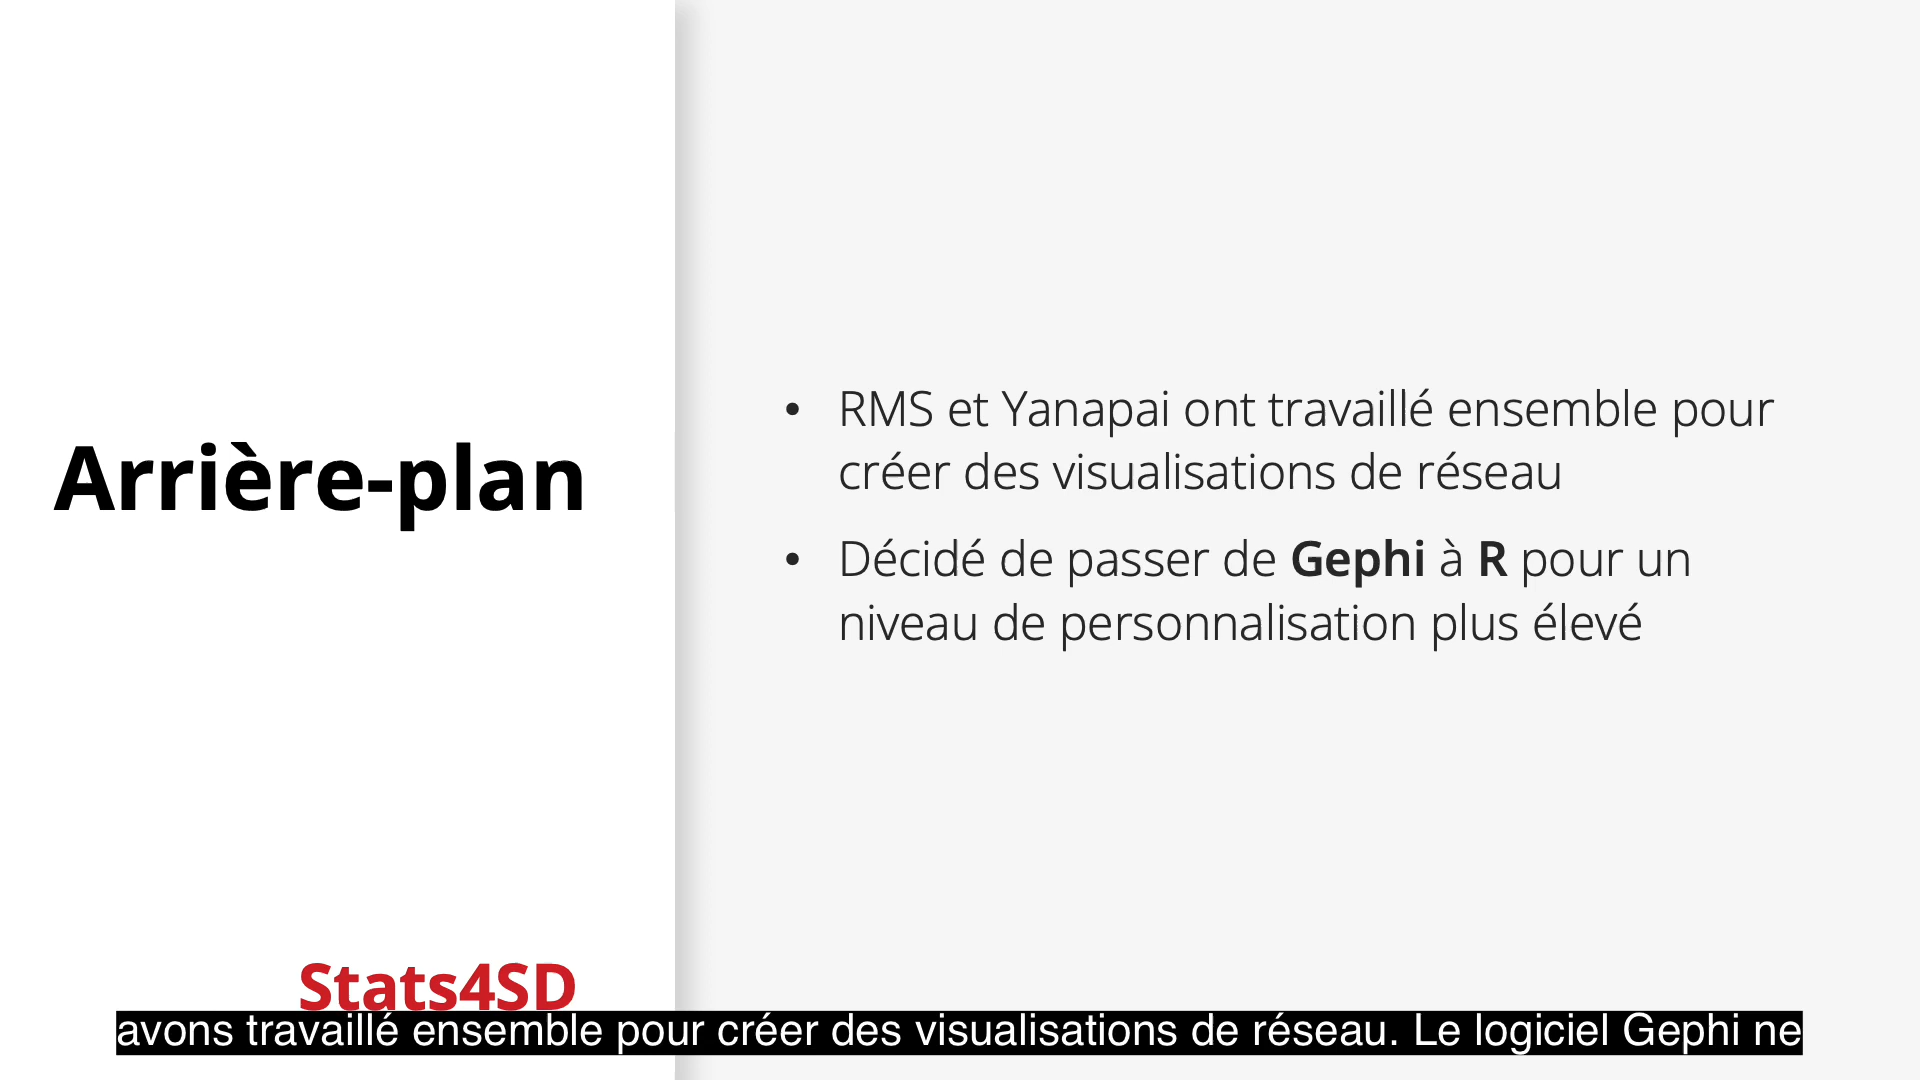 Arrière-plan
• RMS et Yanapai ont travaillé ensemble pour
créer des visualisations de réseau
• Décidé de passer de Gephi à R pour un
niveau de personnalisation plus élevé
Stats4SD
avons travaillé ensemble pour créer des visualisations de réseau. Le logiciel Gephi ne